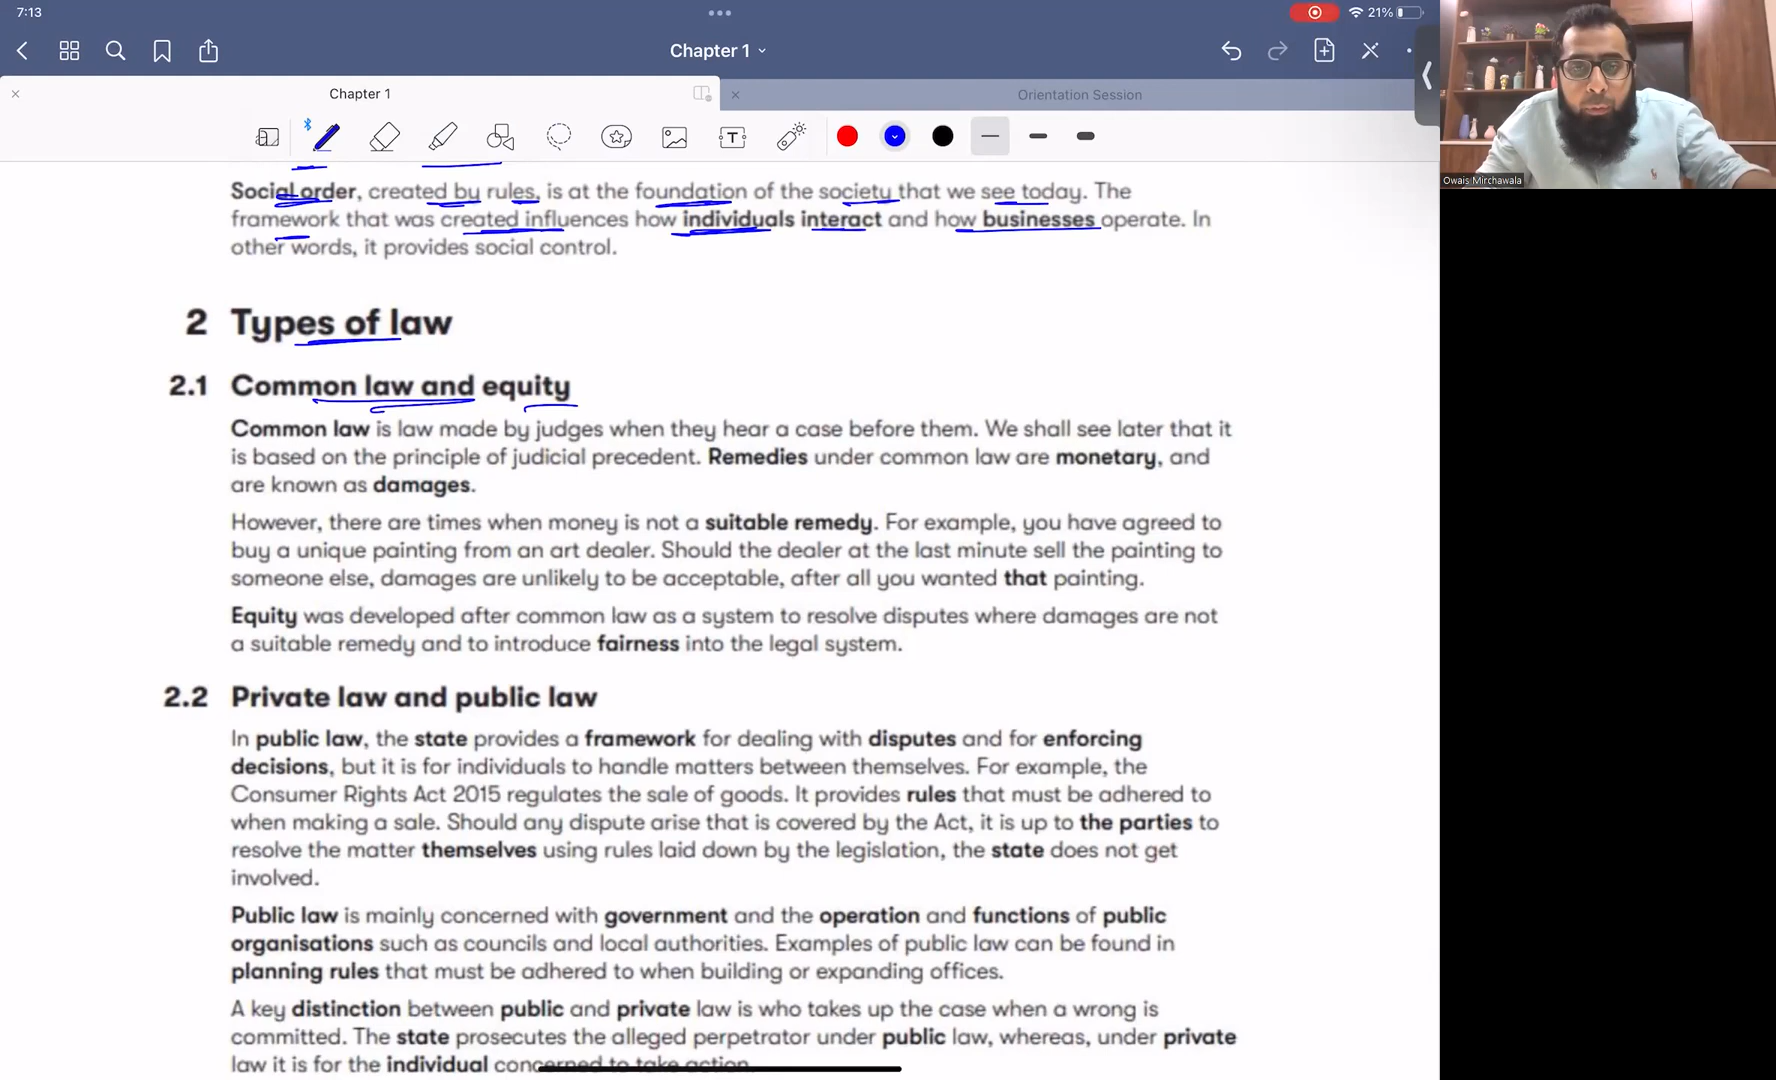 7:13
21%
Chapter 1
Chapter 1
Orientation Session
T
Owais Mirchawala
Social order, created by rules, is at the foundation of the society that we see today. The
framework that was created influences how individuals interact and how businesses operate. In
other words, it provides social control.
2 Types of law
2.1 Common law and equity
Common law is law made by judges when they hear a case before them. We shall see later that it
is based on the principle of judicial precedent. Remedies under common law are monetary, and
are known as damages.
However, there are times when money is not a suitable remedy. For example, you have agreed to
buy a unique painting from an art dealer. Should the dealer at the last minute sell the painting to
someone else, damages are unlikely to be acceptable, after all you wanted that painting.
Equity was developed after common law as a system to resolve disputes where damages are not
a suitable remedy and to introduce fairness into the legal system.
2.2 Private law and public law
In public law, the state provides a framework for dealing with disputes and for enforcing
decisions, but it is for individuals to handle matters between themselves. For example, the
Consumer Rights Act 2015 regulates the sale of goods. It provides rules that must be adhered to
when making a sale. Should any dispute arise that is covered by the Act, it is up to the parties to
resolve the matter themselves using rules laid down by the legislation, the state does not get
involved.
Public law is mainly concerned with government and the operation and functions of public
organisations such as councils and local authorities. Examples of public law can be found in
planning rules that must be adhered to when building or expanding offices.
A key distinction between public and private law is who takes up the case when a wrong is
committed. The state prosecutes the alleged perpetrator under public law, whereas, under private
law it is for the individual concerned to take action.